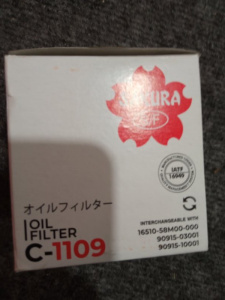 SAKURA
IATF
16949
オイルフィルター
OIL
FILTER
C-1109
INTERCHANGEABLE WITH
16510-58M00-000
90915-03001
90915-10001